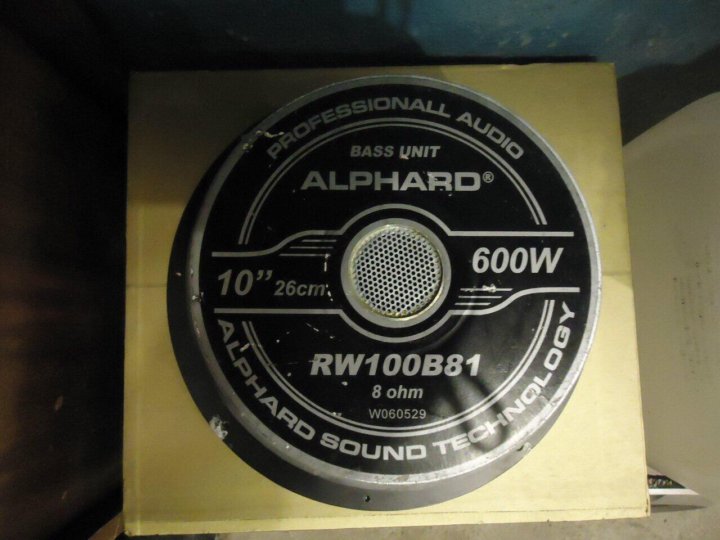 PROFESSIONALL AUDIO
BASS UNIT
ALPHARD®
10” 26cm
600W
RW100B81
8 ohm
W060529
ALPHARD SOUND TECHNOLOGY